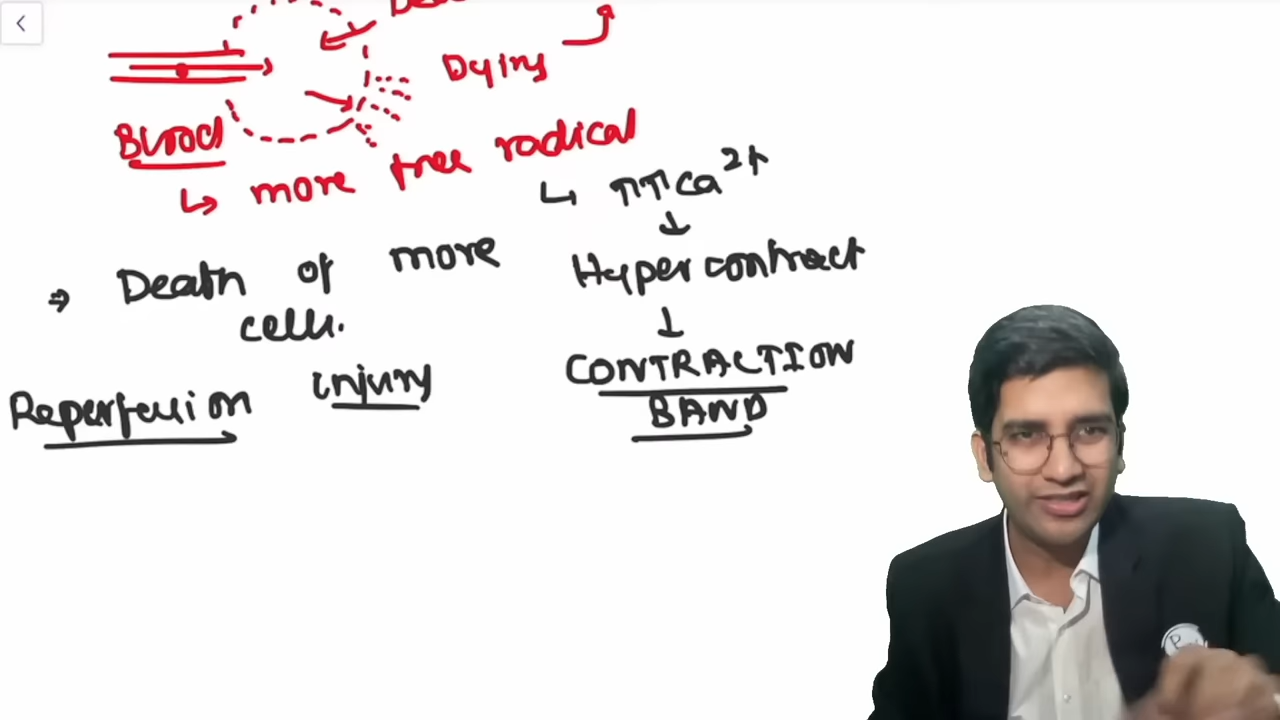 Dying
Blood
↳ more free radical
↳ ↑↑↑ Ca²⁺
↓
⇒ Death of more cells.
Hypercontract
↓
Reperfusion injury
CONTRACTION
BAND